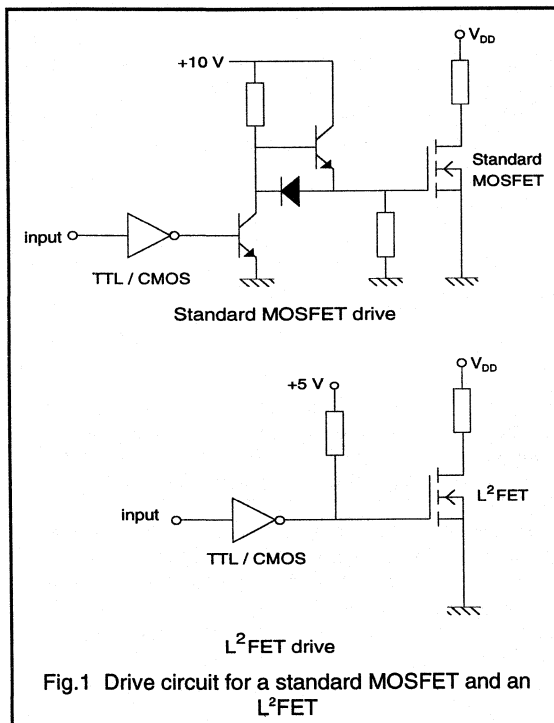 V_DD
+10 V
Standard
MOSFET
input
TTL / CMOS
Standard MOSFET drive
V_DD
+5 V
L²FET
input
TTL / CMOS
L²FET drive
Fig.1 Drive circuit for a standard MOSFET and an
L²FET